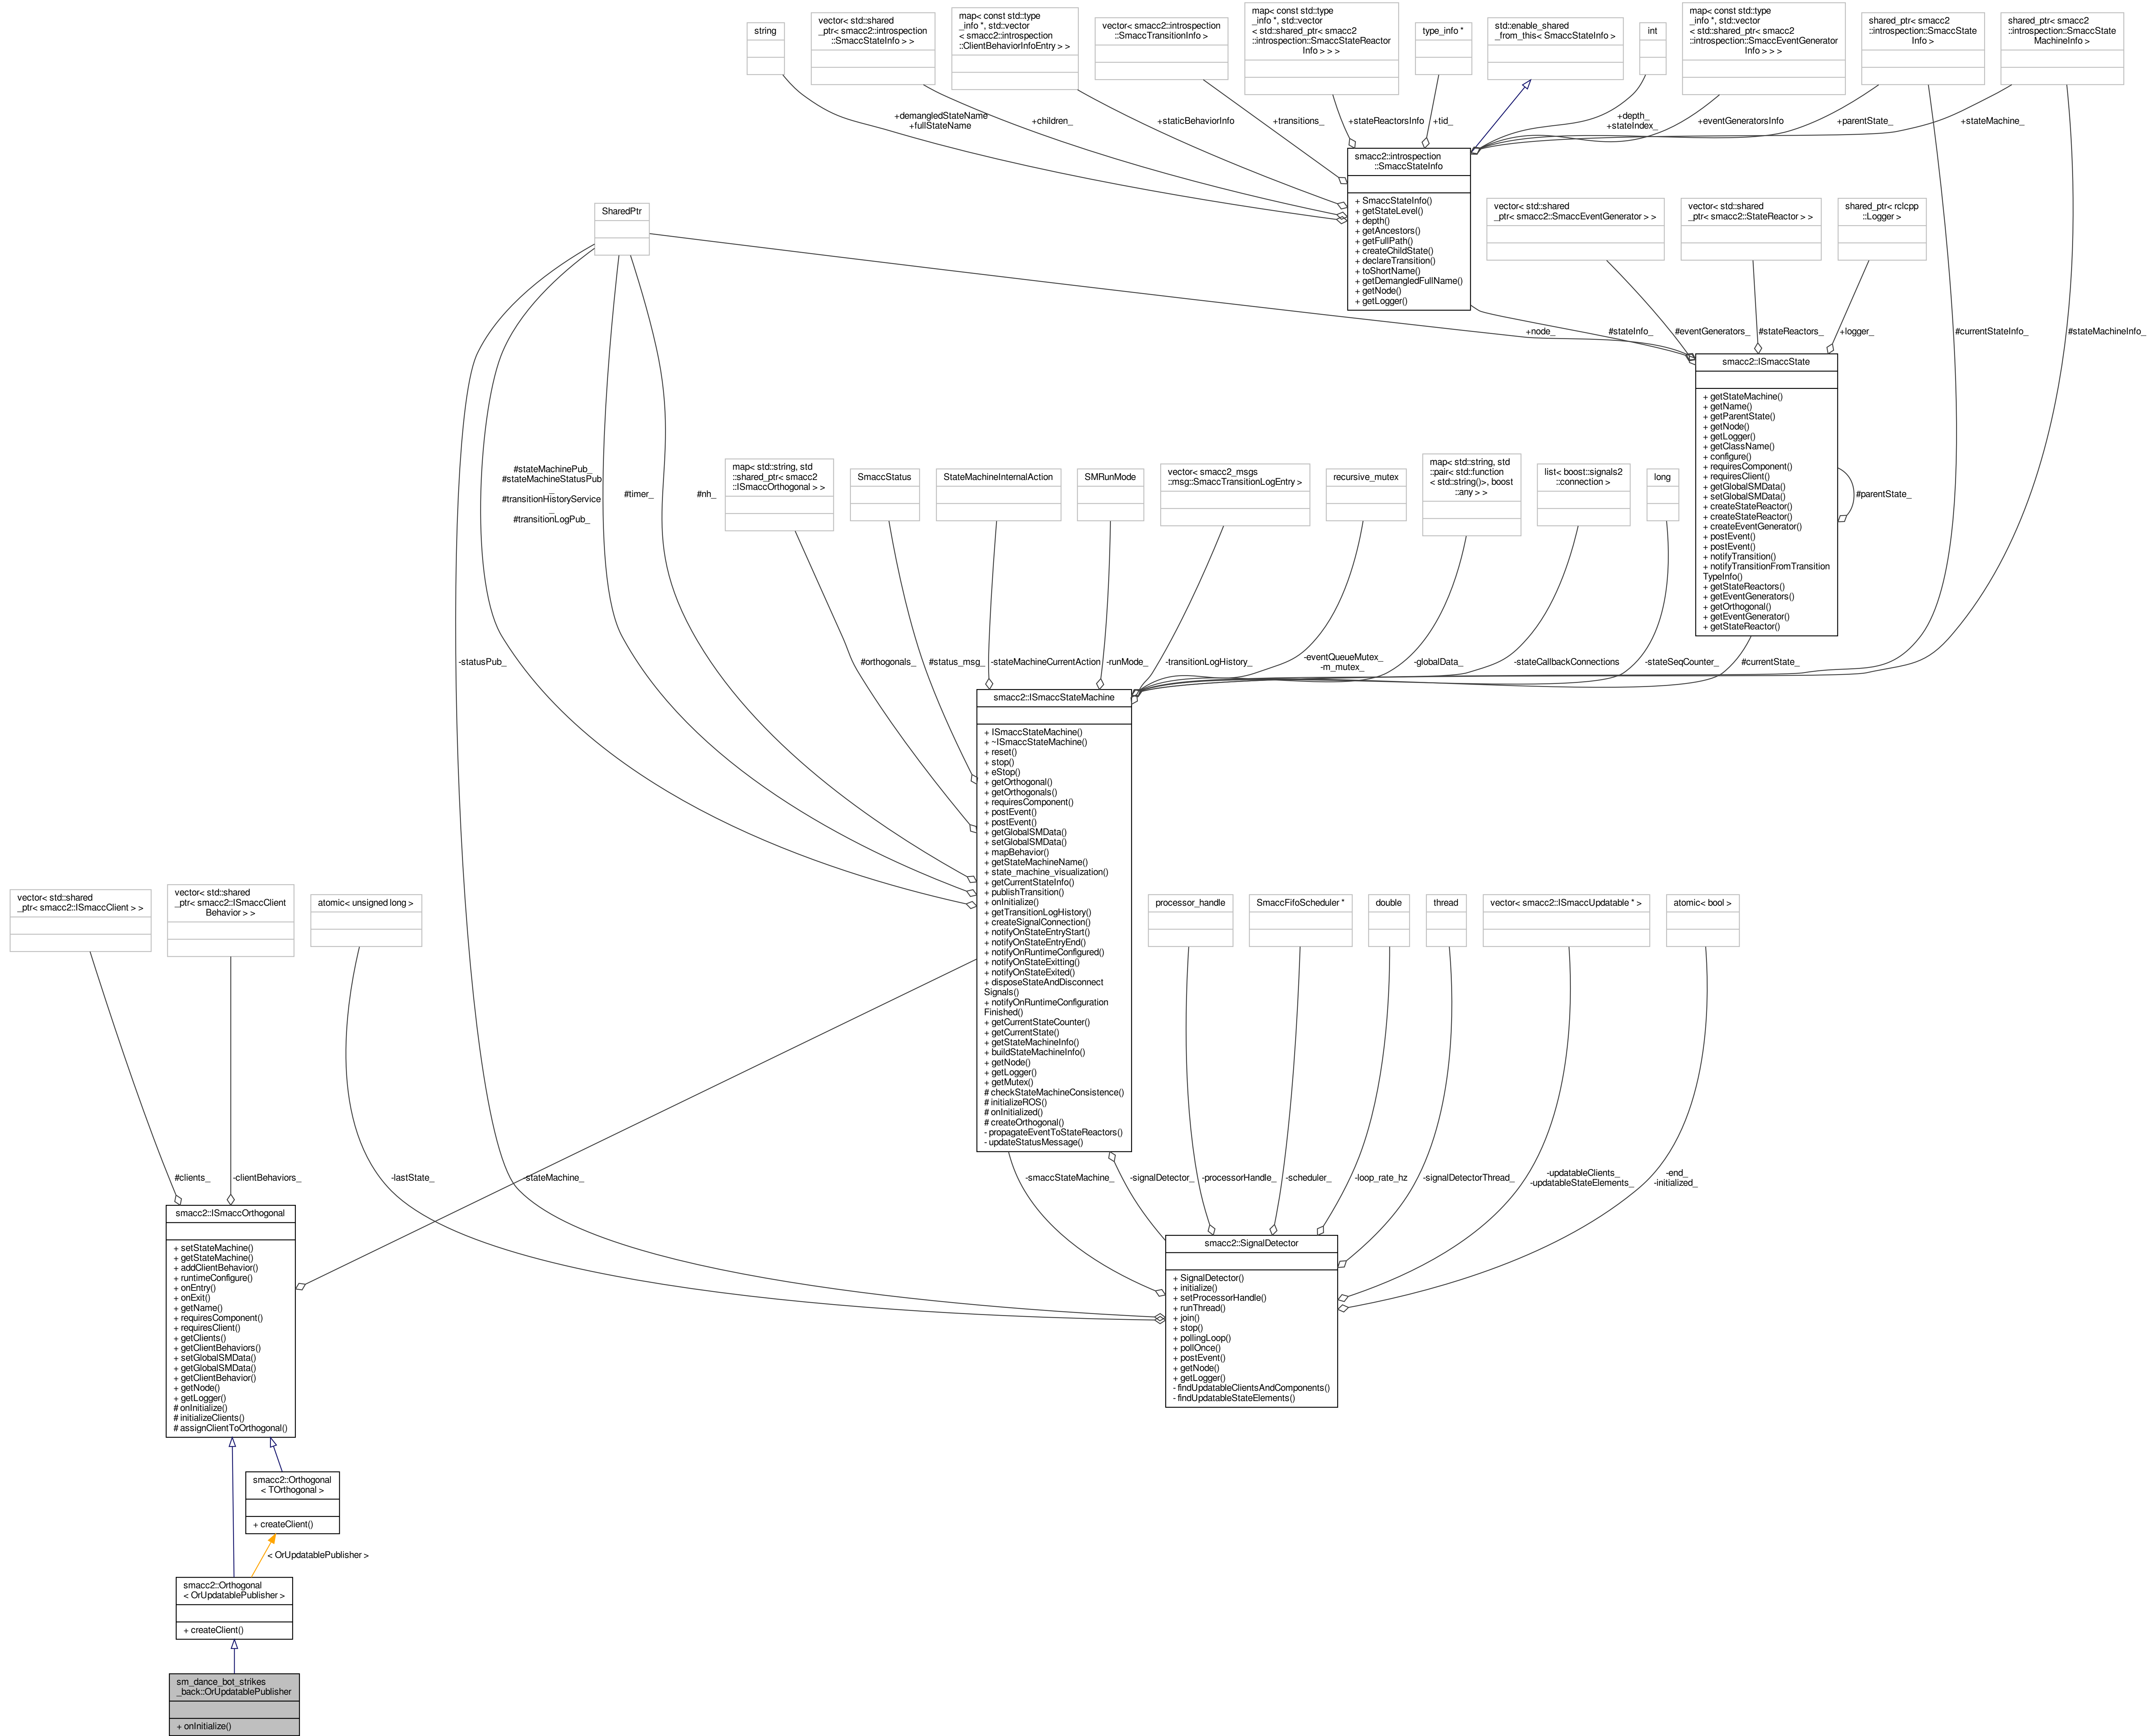 string
vector< std::shared
_ptr< smacc2::introspection
::SmaccStateInfo > >
map< const std::type
_info *, std::vector
< smacc2::introspection
::ClientBehaviorInfoEntry > >
vector< smacc2::introspection
::SmaccTransitionInfo >
map< const std::type
_info *, std::vector
< std::shared_ptr< smacc2
::introspection::SmaccStateReactor
Info > > >
type_info *
std::enable_shared
_from_this< SmaccStateInfo >
int
map< const std::type
_info *, std::vector
< std::shared_ptr< smacc2
::introspection::SmaccEventGenerator
Info > > >
shared_ptr< smacc2
::introspection::SmaccState
Info >
shared_ptr< smacc2
::introspection::SmaccState
MachineInfo >
+demangledStateName
+fullStateName
+children_
+staticBehaviorInfo
+transitions_
+stateReactorsInfo
+tid_
+depth_
+stateIndex_
+eventGeneratorsInfo
+parentState_
+stateMachine_
smacc2::introspection
::SmaccStateInfo
+ SmaccStateInfo()
+ getStateLevel()
+ depth()
+ getAncestors()
+ getFullPath()
+ createChildState()
+ declareTransition()
+ toShortName()
+ getDemangledFullName()
+ getNode()
+ getLogger()
SharedPtr
vector< std::shared
_ptr< smacc2::SmaccEventGenerator > >
vector< std::shared
_ptr< smacc2::StateReactor > >
shared_ptr< rclcpp
::Logger >
+node_
#stateInfo_
#eventGenerators_
#stateReactors_
+logger_
#currentStateInfo_
#stateMachineInfo_
smacc2::ISmaccState
+ getStateMachine()
+ getName()
+ getParentState()
+ getNode()
+ getLogger()
+ getClassName()
+ configure()
+ requiresComponent()
+ requiresClient()
+ getGlobalSMData()
+ setGlobalSMData()
+ createStateReactor()
+ createStateReactor()
+ createEventGenerator()
+ postEvent()
+ postEvent()
+ notifyTransition()
+ notifyTransitionFromTransition
TypeInfo()
+ getStateReactors()
+ getEventGenerators()
+ getOrthogonal()
+ getEventGenerator()
+ getStateReactor()
#parentState_
#stateMachinePub_
#stateMachineStatusPub
_
#transitionHistoryService
_
#transitionLogPub_
#timer_
#nh_
map< std::string, std
::shared_ptr< smacc2
::ISmaccOrthogonal > >
SmaccStatus
StateMachineInternalAction
SMRunMode
vector< smacc2_msgs
::msg::SmaccTransitionLogEntry >
recursive_mutex
map< std::string, std
::pair< std::function
< std::string()>, boost
::any > >
list< boost::signals2
::connection >
long
-statusPub_
#orthogonals_
#status_msg_
-stateMachineCurrentAction
-runMode_
-transitionLogHistory_
-eventQueueMutex_
-m_mutex_
-globalData_
-stateCallbackConnections
-stateSeqCounter_
#currentState_
smacc2::ISmaccStateMachine
+ ISmaccStateMachine()
+ ~ISmaccStateMachine()
+ reset()
+ stop()
+ eStop()
+ getOrthogonal()
+ getOrthogonals()
+ requiresComponent()
+ postEvent()
+ postEvent()
+ getGlobalSMData()
+ setGlobalSMData()
+ mapBehavior()
+ getStateMachineName()
+ state_machine_visualization()
+ getCurrentStateInfo()
+ publishTransition()
+ onInitialize()
+ getTransitionLogHistory()
+ createSignalConnection()
+ notifyOnStateEntryStart()
+ notifyOnStateEntryEnd()
+ notifyOnRuntimeConfigured()
+ notifyOnStateExitting()
+ notifyOnStateExited()
+ disposeStateAndDisconnect
Signals()
+ notifyOnRuntimeConfiguration
Finished()
+ getCurrentStateCounter()
+ getCurrentState()
+ getStateMachineInfo()
+ buildStateMachineInfo()
+ getNode()
+ getLogger()
+ getMutex()
# checkStateMachineConsistence()
# initializeROS()
# onInitialized()
# createOrthogonal()
- propagateEventToStateReactors()
- updateStatusMessage()
vector< std::shared
_ptr< smacc2::ISmaccClient > >
vector< std::shared
_ptr< smacc2::ISmaccClient
Behavior > >
atomic< unsigned long >
processor_handle
SmaccFifoScheduler *
double
thread
vector< smacc2::ISmaccUpdatable * >
atomic< bool >
#clients_
-clientBehaviors_
-lastState_
-stateMachine_
-smaccStateMachine_
-signalDetector_
-processorHandle_
-scheduler_
-loop_rate_hz
-signalDetectorThread_
-updatableClients_
-updatableStateElements_
-end_
-initialized_
smacc2::ISmaccOrthogonal
+ setStateMachine()
+ getStateMachine()
+ addClientBehavior()
+ runtimeConfigure()
+ onEntry()
+ onExit()
+ getName()
+ requiresComponent()
+ requiresClient()
+ getClients()
+ getClientBehaviors()
+ setGlobalSMData()
+ getGlobalSMData()
+ getClientBehavior()
+ getNode()
+ getLogger()
# onInitialize()
# initializeClients()
# assignClientToOrthogonal()
smacc2::SignalDetector
+ SignalDetector()
+ initialize()
+ setProcessorHandle()
+ runThread()
+ join()
+ stop()
+ pollingLoop()
+ pollOnce()
+ postEvent()
+ getNode()
+ getLogger()
- findUpdatableClientsAndComponents()
- findUpdatableStateElements()
smacc2::Orthogonal
< TOrthogonal >
+ createClient()
< OrUpdatablePublisher >
smacc2::Orthogonal
< OrUpdatablePublisher >
+ createClient()
sm_dance_bot_strikes
_back::OrUpdatablePublisher
+ onInitialize()